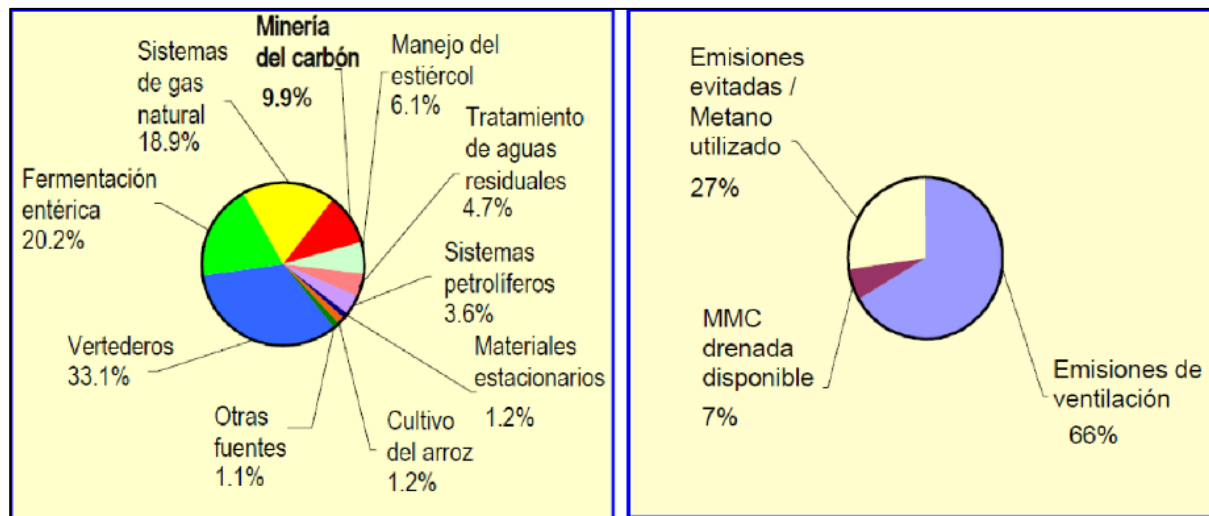 Minería
del carbón
9.9%
Sistemas
de gas
natural
18.9%
Manejo del
estiércol
6.1%
Tratamiento
de aguas
residuales
4.7%
Fermentación
entérica
20.2%
Sistemas
petrolíferos
3.6%
Vertederos
33.1%
Materiales
estacionarios
1.2%
Otras
fuentes
1.1%
Cultivo
del arroz
1.2%
Emisiones
evitadas /
Metano
utilizado
27%
MMC
drenada
disponible
7%
Emisiones de
ventilación
66%